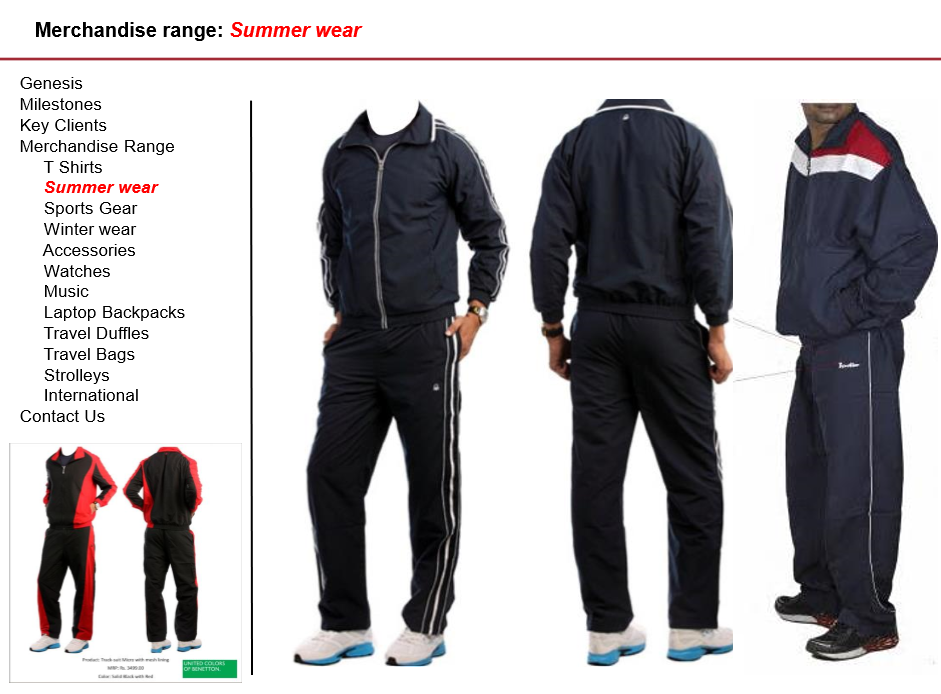 Merchandise range: Summer wear
Genesis
Milestones
Key Clients
Merchandise Range
T Shirts
Summer wear
Sports Gear
Winter wear
Accessories
Watches
Music
Laptop Backpacks
Travel Duffles
Travel Bags
Strolleys
International
Contact Us
Product: Track suit Micro with mesh lining
MRP: Rs. 3499.00
Color: Solid Black with Red
UNITED COLORS
OF BENETTON.